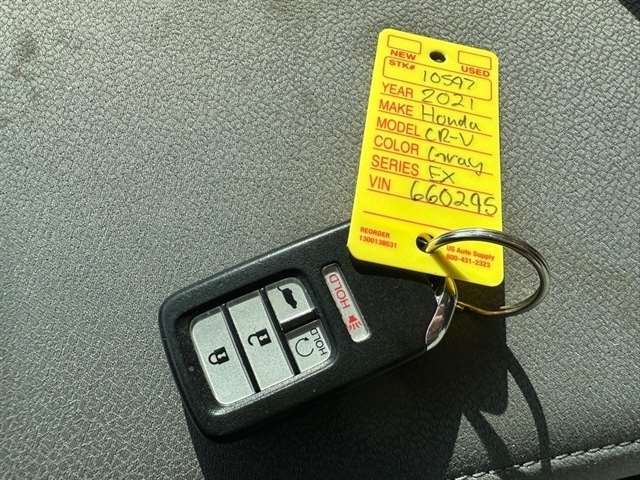 NEW USED
STK# 10597
YEAR 2021
MAKE Honda
MODEL CR-V
COLOR Gray
SERIES EX
VIN 660295
REORDER
1300138531
US Auto Supply
800-431-2323
HOLD
HOLD